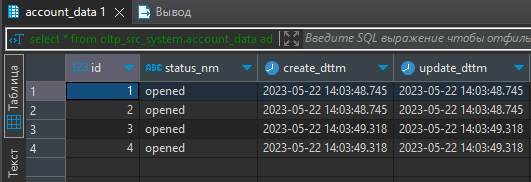 account_data 1 Вывод
select * from oltp_src_system.account_data ad Введите SQL выражение чтобы отфиль
Таблица
Текст
id ABC status_nm create_dttm update_dttm
1 1 opened 2023-05-22 14:03:48.745 2023-05-22 14:03:48.745
2 2 opened 2023-05-22 14:03:48.745 2023-05-22 14:03:48.745
3 3 opened 2023-05-22 14:03:49.318 2023-05-22 14:03:49.318
4 4 opened 2023-05-22 14:03:49.318 2023-05-22 14:03:49.318